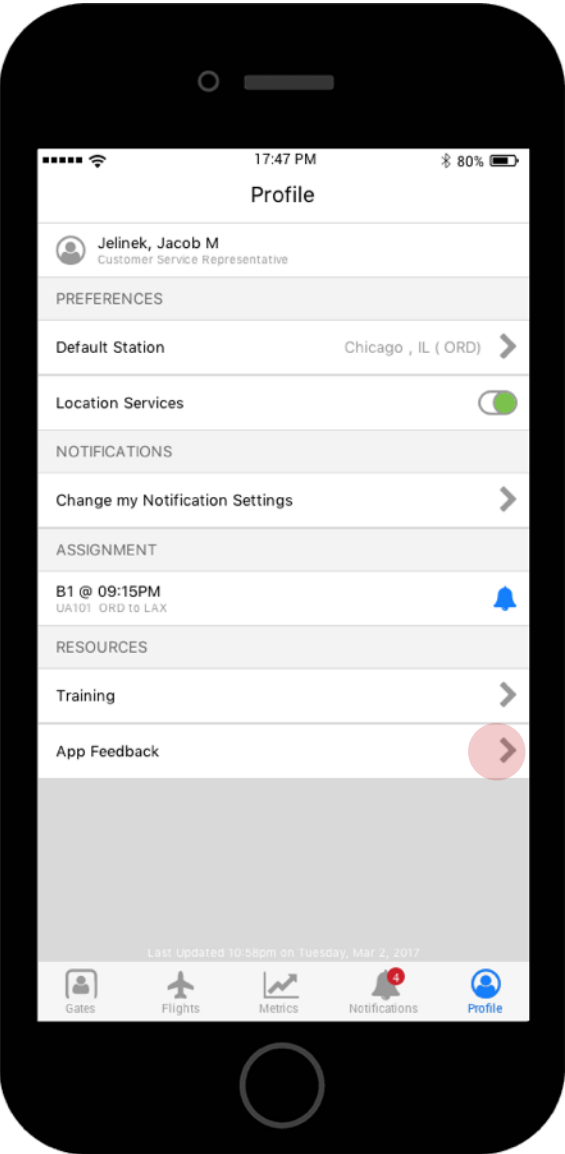 17:47 PM
80%
Profile
Jelinek, Jacob M
Customer Service Representative
PREFERENCES
Default Station
Chicago , IL ( ORD)
Location Services
NOTIFICATIONS
Change my Notification Settings
ASSIGNMENT
B1 @ 09:15PM
UA101 ORD to LAX
RESOURCES
Training
App Feedback
Last Updated 10:58pm on Tuesday, Mar 2, 2017
4
Gates
Flights
Metrics
Notifications
Profile